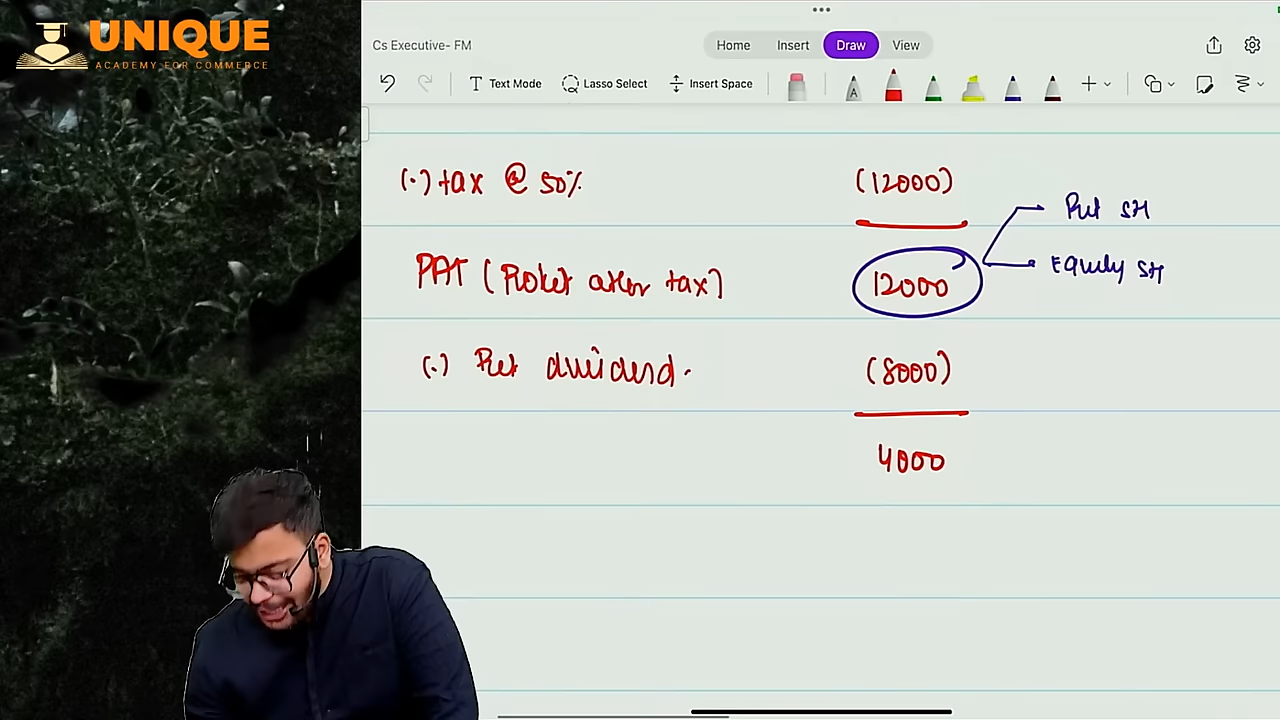 UNIQUE
ACADEMY FOR COMMERCE
Cs Executive- FM
Home Insert Draw View
Text Mode Lasso Select Insert Space
(-) tax @ 50% (12000)
Pref SH
PAT (Profit after tax) 12000 Equity SH
(-) Pref dividend. (8000)
4000